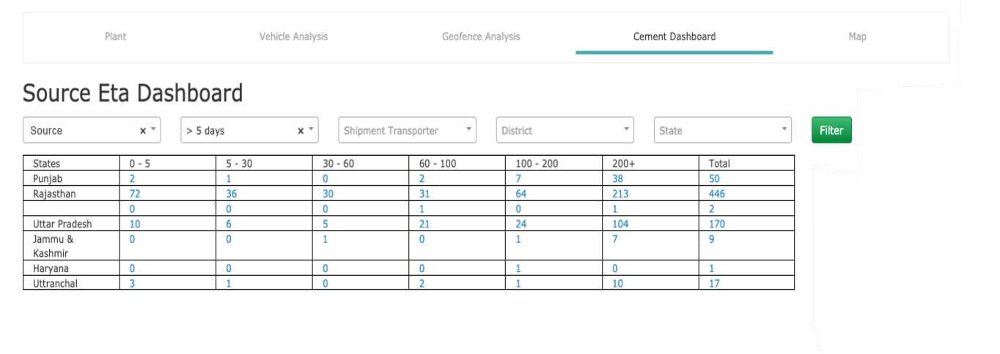 Plant Vehicle Analysis Geofence Analysis Cement Dashboard Map
Source Eta Dashboard
Source x > 5 days x Shipment Transporter District State Filter
States 0 - 5 5 - 30 30 - 60 60 - 100 100 - 200 200+ Total
Punjab 2 1 0 2 7 38 50
Rajasthan 72 36 30 31 64 213 446
0 0 0 1 0 1 2
Uttar Pradesh 10 6 5 21 24 104 170
Jammu & 0 0 1 0 1 7 9
Kashmir
Haryana 0 0 0 0 1 0 1
Uttranchal 3 1 0 2 1 10 17